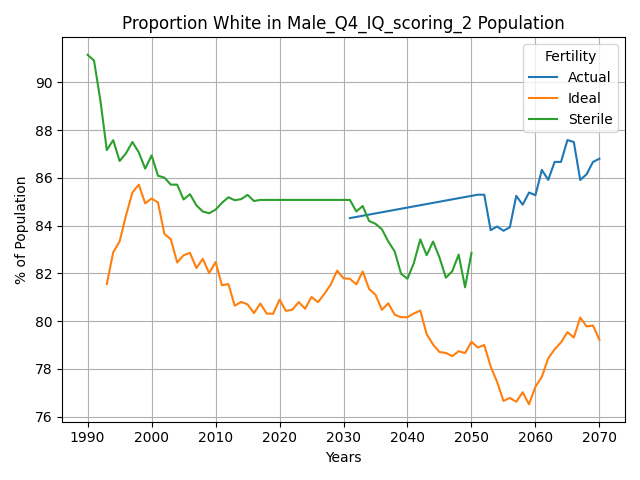 Proportion White in Male_Q4_IQ_scoring_2 Population
Fertility
Actual
Ideal
Sterile
% of Population
90
88
86
84
82
80
78
76
1990 2000 2010 2020 2030 2040 2050 2060 2070
Years